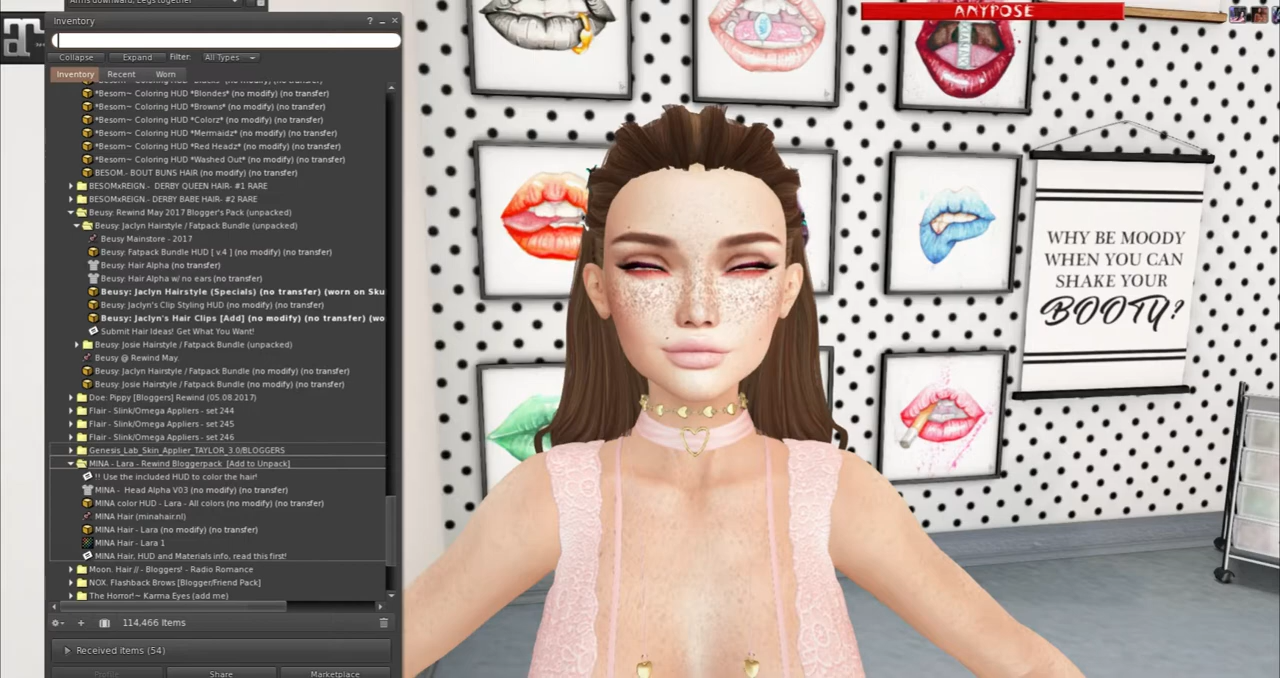 Arms downward, Legs together
Inventory
Collapse
Expand
Filter:
All Types
Inventory
Recent
Worn
*Besom~ Coloring HUD *Blondes* (no modify) (no transfer)
*Besom~ Coloring HUD *Browns* (no modify) (no transfer)
*Besom~ Coloring HUD *Colorz* (no modify) (no transfer)
*Besom~ Coloring HUD *Mermaidz* (no modify) (no transfer)
*Besom~ Coloring HUD *Red Headz* (no modify) (no transfer)
*Besom~ Coloring HUD *Washed Out* (no modify) (no transfer)
BESOM.- BOUT BUNS HAIR (no modify) (no transfer)
BESOMxREIGN.- DERBY QUEEN HAIR- #1 RARE
BESOMxREIGN.- DERBY BABE HAIR- #2 RARE
Beusy: Rewind May 2017 Blogger's Pack (unpacked)
Beusy: Jaclyn Hairstyle / Fatpack Bundle (unpacked)
Beusy Mainstore - 2017
Beusy: Fatpack Bundle HUD [ v.4 ] (no modify) (no transfer)
Beusy: Hair Alpha (no transfer)
Beusy: Hair Alpha w/ no ears (no transfer)
Beusy: Jaclyn Hairstyle (Specials) (no transfer) (worn on Sku
Beusy: Jaclyn's Clip Styling HUD (no modify) (no transfer)
Beusy: Jaclyn's Hair Clips [Add] (no modify) (no transfer) (wo
Submit Hair Ideas! Get What You Want!
Beusy: Josie Hairstyle / Fatpack Bundle (unpacked)
Beusy @ Rewind May.
Beusy: Jaclyn Hairstyle / Fatpack Bundle (no modify) (no transfer)
Beusy: Josie Hairstyle / Fatpack Bundle (no modify) (no transfer)
Doe: Pippy [Bloggers] Rewind (05.08.2017)
Flair - Slink/Omega Appliers - set 244
Flair - Slink/Omega Appliers - set 245
Flair - Slink/Omega Appliers - set 246
Genesis_Lab_Skin_Applier_TAYLOR_3.0/BLOGGERS
MINA - Lara - Rewind Bloggerpack [Add to Unpack]
!! Use the included HUD to color the hair!
MINA - Head Alpha V03 (no modify) (no transfer)
MINA color HUD - Lara - All colors (no modify) (no transfer)
MINA Hair (minahair.nl)
MINA Hair - Lara (no modify) (no transfer)
MINA Hair - Lara 1
MINA Hair, HUD and Materials info, read this first!
Moon. Hair // - Bloggers! - Radio Romance
NOX. Flashback Brows [Blogger/Friend Pack]
The Horror!~ Karma Eyes (add me)
114,466 Items
Received items (54)
Profile
Share
Marketplace
ANYPOSE
WHY BE MOODY
WHEN YOU CAN
SHAKE YOUR
BOOTY?